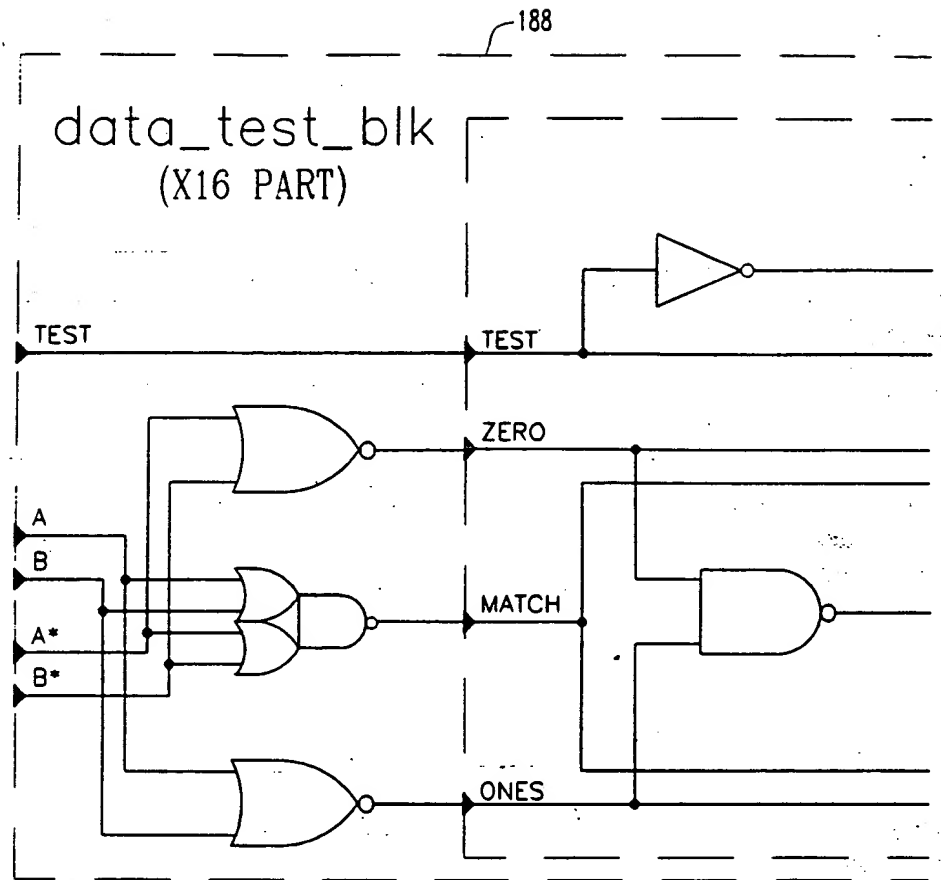 188
data_test_blk
(X16 PART)
TEST
TEST
ZERO
A
B
MATCH
A*
B*
ONES